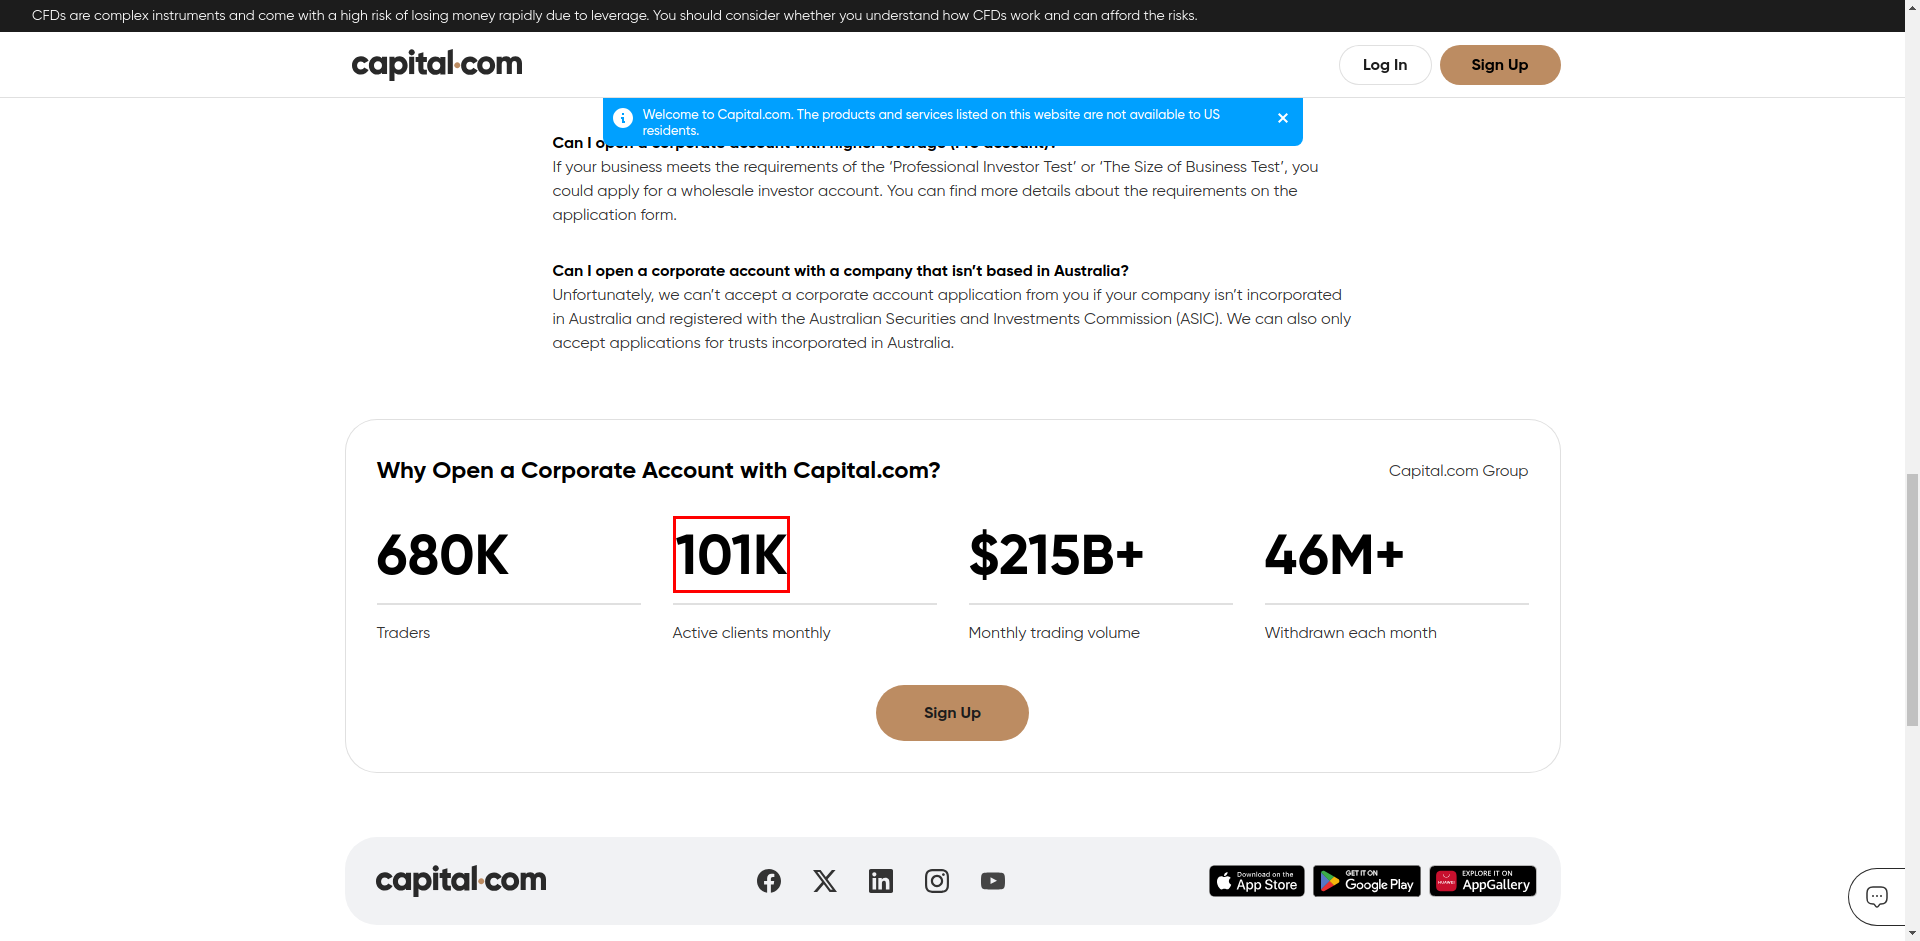 CFDs are complex instruments and come with a high risk of losing money rapidly due to leverage. You should consider whether you understand how CFDs work and can afford the risks.
capital.com
Log In
Sign Up
Welcome to Capital.com. The products and services listed on this website are not available to US
residents.
If your business meets the requirements of the ‘Professional Investor Test’ or ‘The Size of Business Test’, you
could apply for a wholesale investor account. You can find more details about the requirements on the
application form.
Can I open a corporate account with a company that isn’t based in Australia?
Unfortunately, we can’t accept a corporate account application from you if your company isn’t incorporated
in Australia and registered with the Australian Securities and Investments Commission (ASIC). We can also only
accept applications for trusts incorporated in Australia.
Why Open a Corporate Account with Capital.com?
Capital.com Group
680K
101K
$215B+
46M+
Traders
Active clients monthly
Monthly trading volume
Withdrawn each month
Sign Up
capital.com
Download on the
App Store
GET IT ON
Google Play
HUAWEI
EXPLORE IT ON
AppGallery